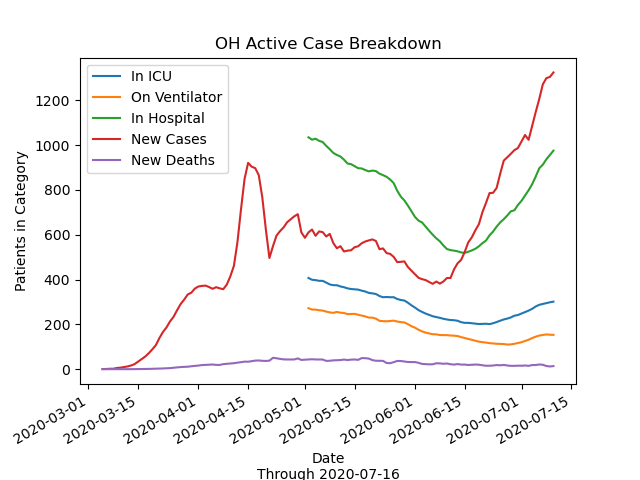 OH Active Case Breakdown
In ICU
On Ventilator
In Hospital
New Cases
New Deaths
Patients in Category
1200
1000
800
600
400
200
0
2020-03-01
2020-03-15
2020-04-01
2020-04-15
2020-05-01
2020-05-15
2020-06-01
2020-06-15
2020-07-01
2020-07-15
Date
Through 2020-07-16